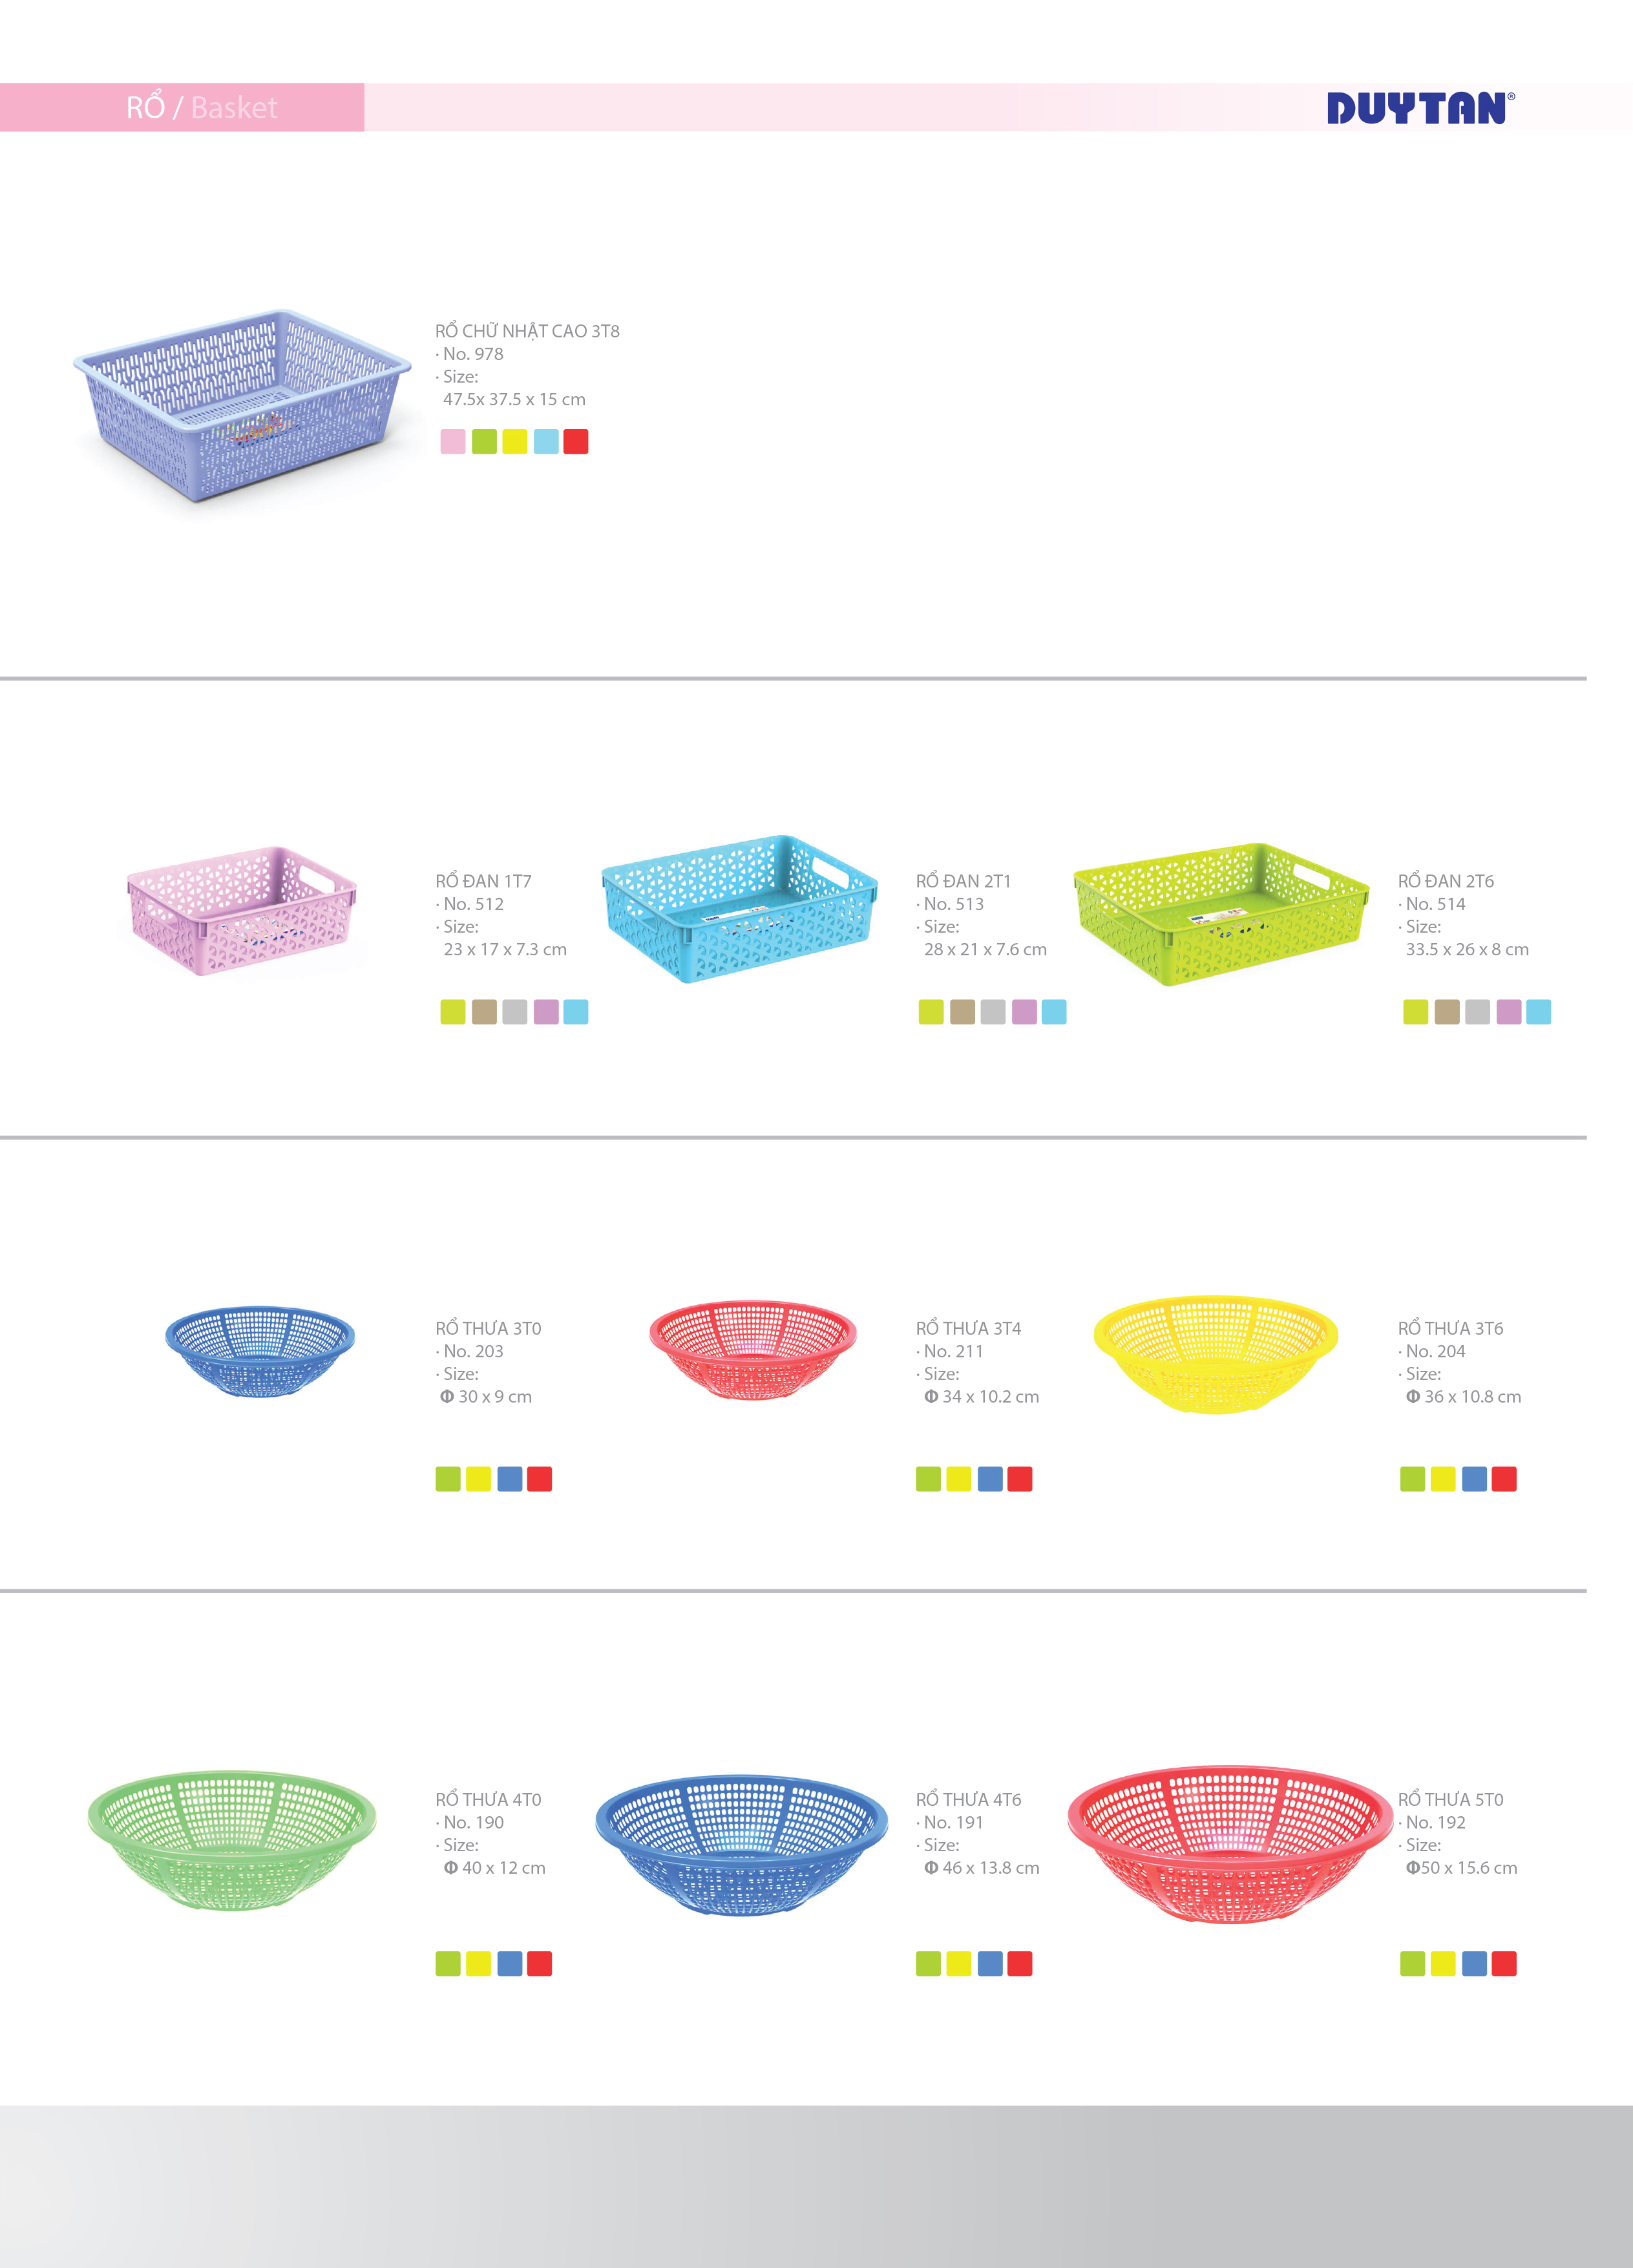 RỔ / Basket
DUYTAN®
RỔ CHỮ NHẬT CAO 3T8
· No. 978
· Size:
47.5x 37.5 x 15 cm
RỔ ĐAN 1T7
· No. 512
· Size:
23 x 17 x 7.3 cm
RỔ ĐAN 2T1
· No. 513
· Size:
28 x 21 x 7.6 cm
RỔ ĐAN 2T6
· No. 514
· Size:
33.5 x 26 x 8 cm
RỔ THƯA 3T0
· No. 203
· Size:
Φ 30 x 9 cm
RỔ THƯA 3T4
· No. 211
· Size:
Φ 34 x 10.2 cm
RỔ THƯA 3T6
· No. 204
· Size:
Φ 36 x 10.8 cm
RỔ THƯA 4T0
· No. 190
· Size:
Φ 40 x 12 cm
RỔ THƯA 4T6
· No. 191
· Size:
Φ 46 x 13.8 cm
RỔ THƯA 5T0
· No. 192
· Size:
Φ50 x 15.6 cm